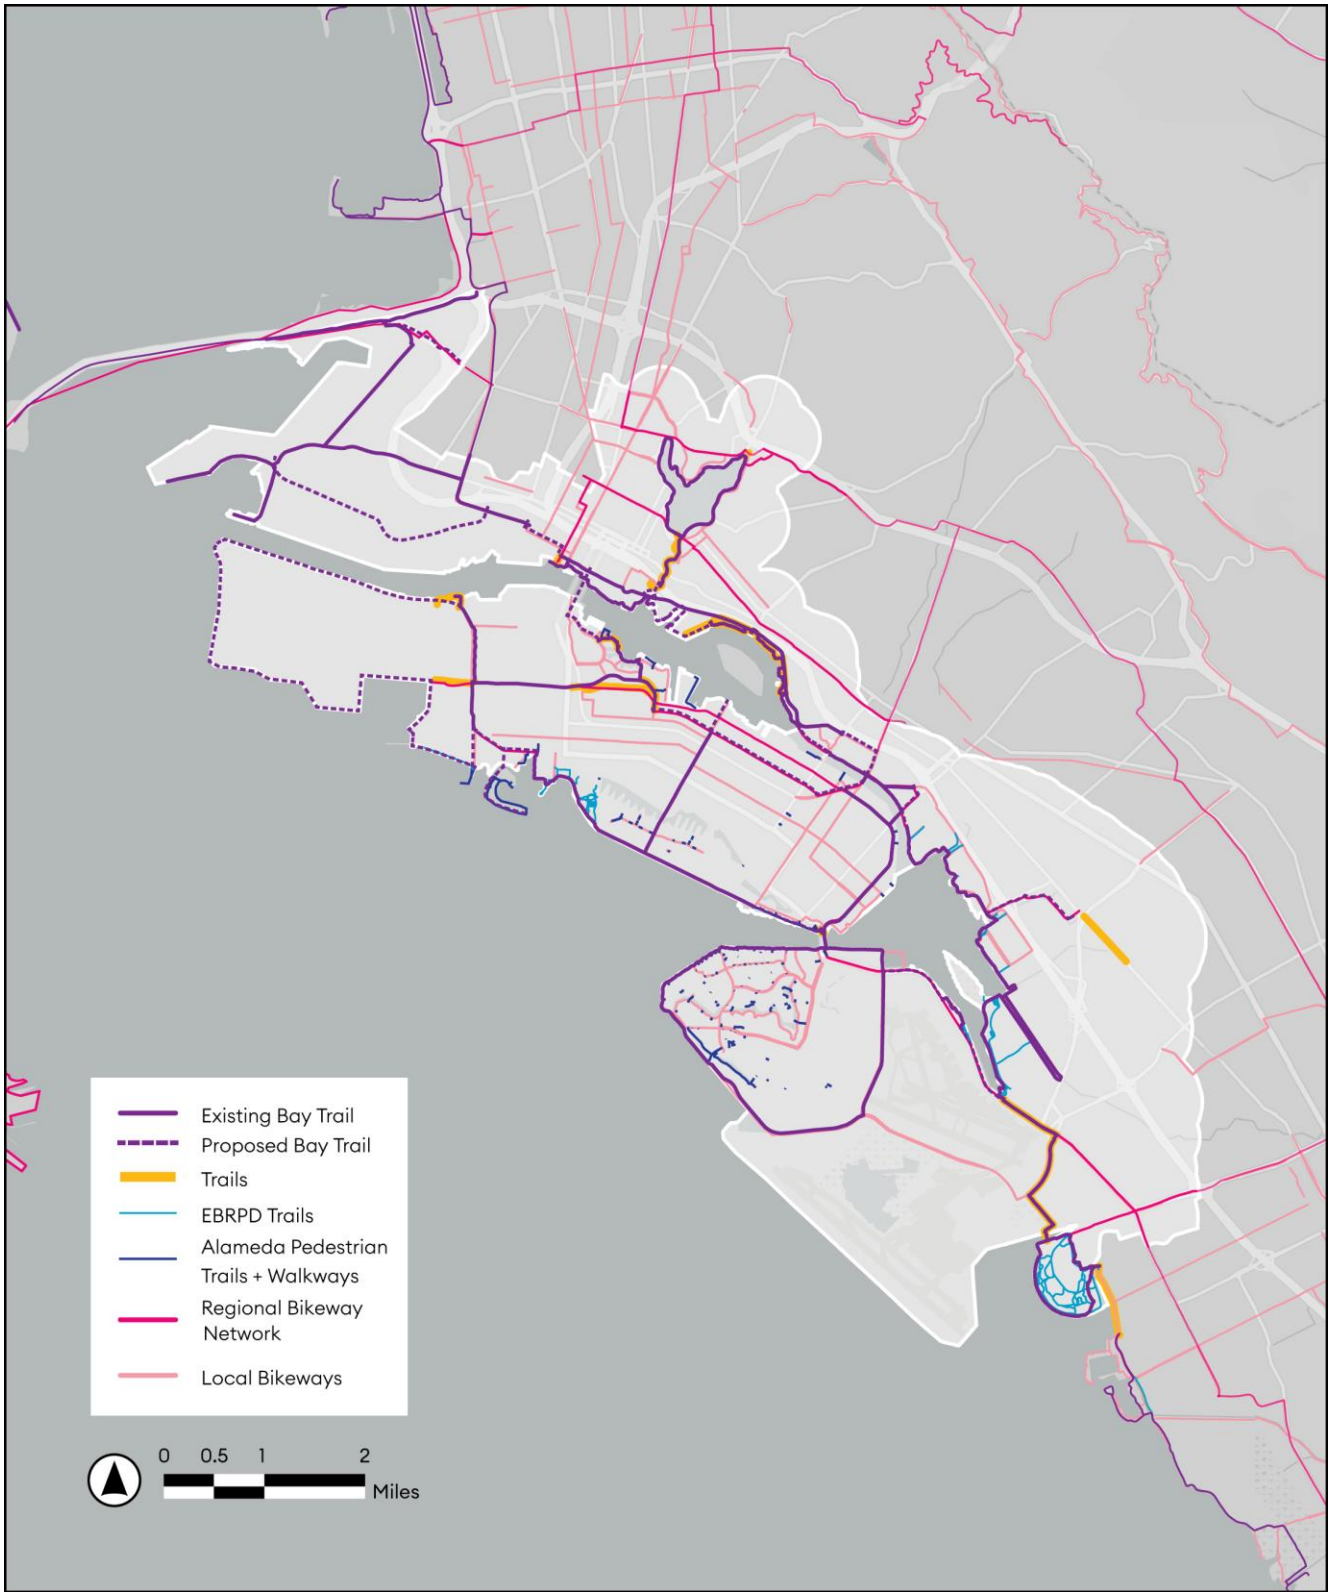 Existing Bay Trail
Proposed Bay Trail
Trails
EBRPD Trails
Alameda Pedestrian
Trails + Walkways
Regional Bikeway
Network
Local Bikeways
0 0.5 1 2
Miles